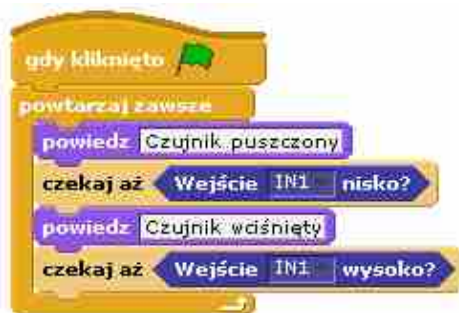 gdy kliknięto
powtarzaj zawsze
powiedz Czujnik puszczony
czekaj aż Wejście IN1 nisko?
powiedz Czujnik wciśnięty
czekaj aż Wejście IN1 wysoko?